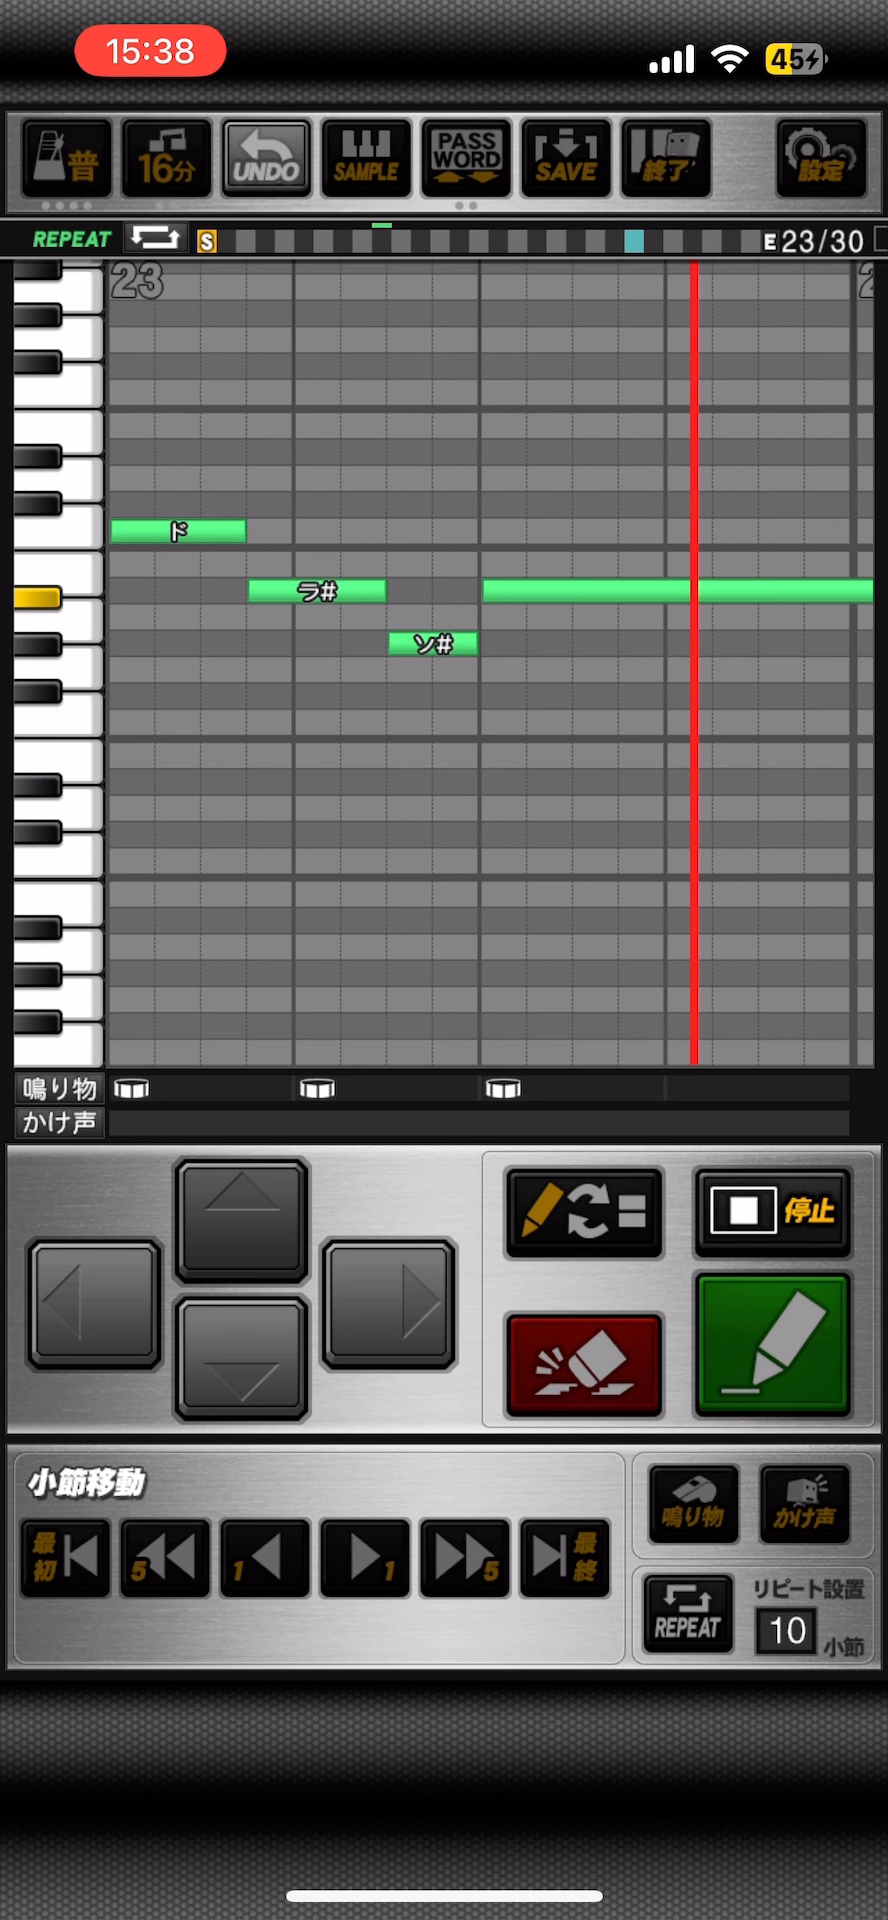 15:38
45
普
16分
UNDO
SAMPLE
PASS
WORD
SAVE
終了
設定
REPEAT
S
E
23/30
23
ド
ラ#
ソ#
鳴り物
かけ声
停止
小節移動
最初
5
1
1
5
最終
鳴り物
かけ声
REPEAT
リピート設置
10
小節